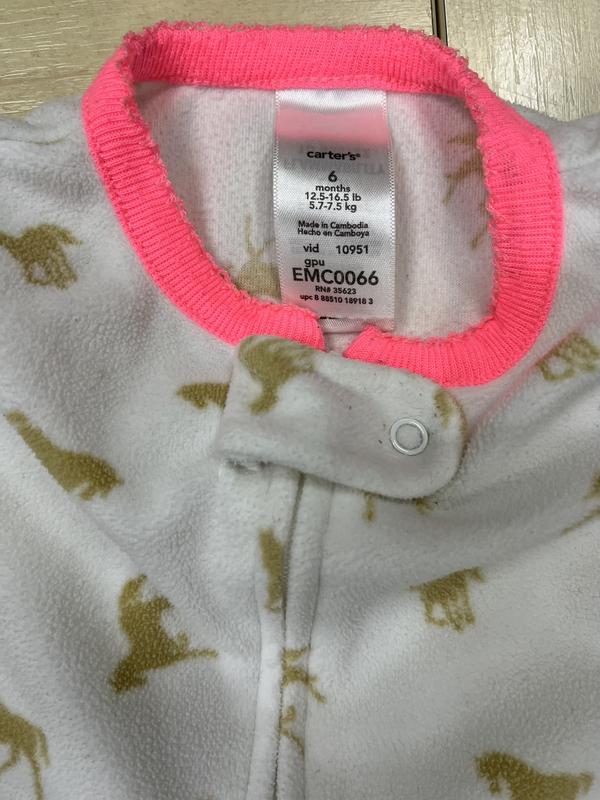 carter's®
6
months
12.5-16.5 lb
5.7-7.5 kg
Made in Cambodia
Hecho en Camboya
vid 10951
gpu
EMC0066
RN# 35623
upc 8 88510 18918 3